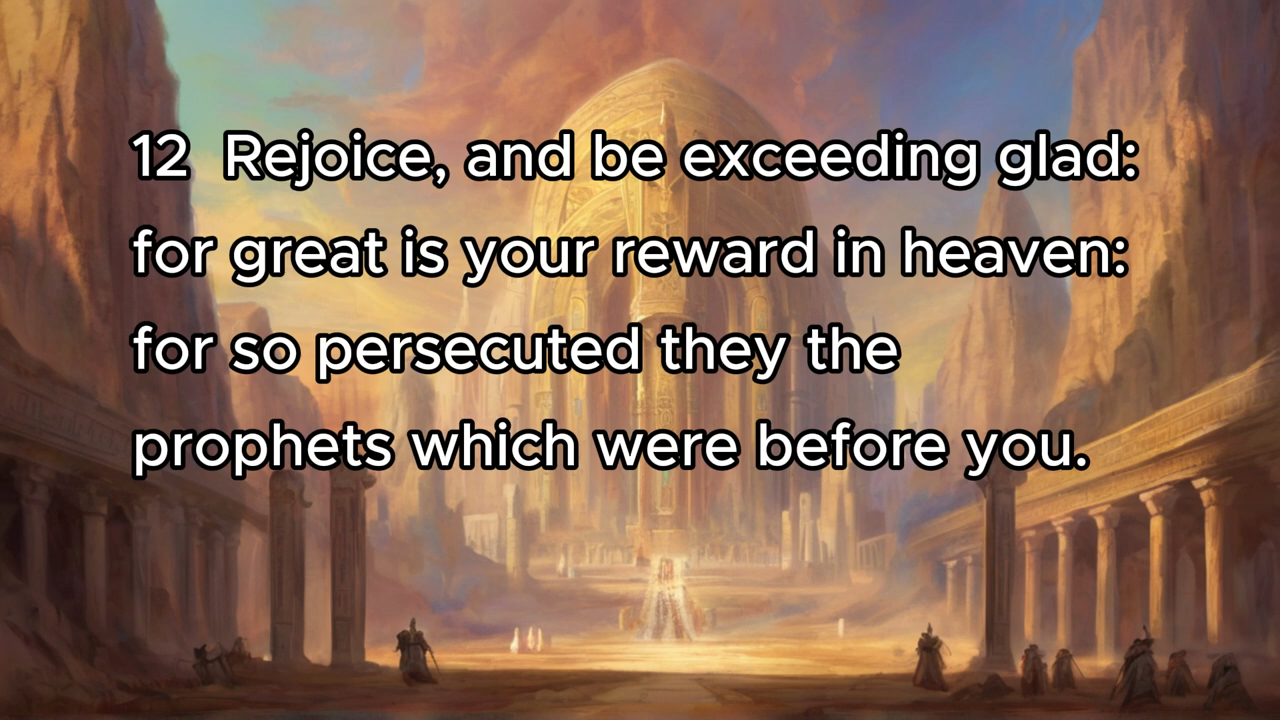 12  Rejoice, and be exceeding glad:
for great is your reward in heaven:
for so persecuted they the
prophets which were before you.